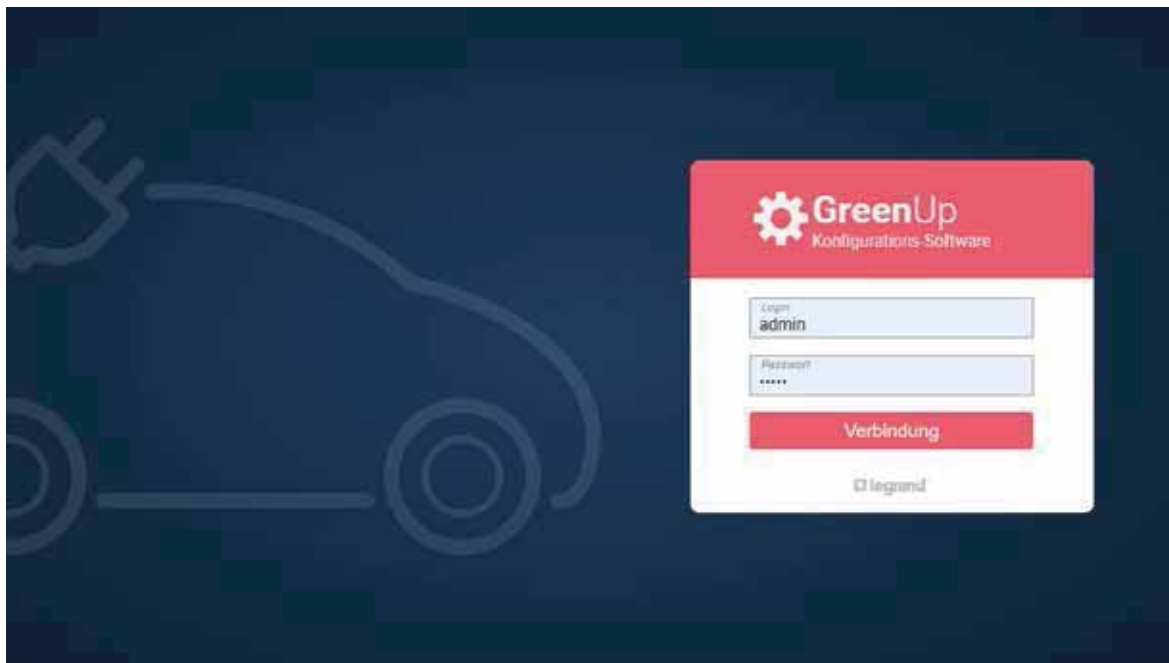 GreenUp
Konfigurations-Software
Login
admin
Passwort
•••••
Verbindung
legrand